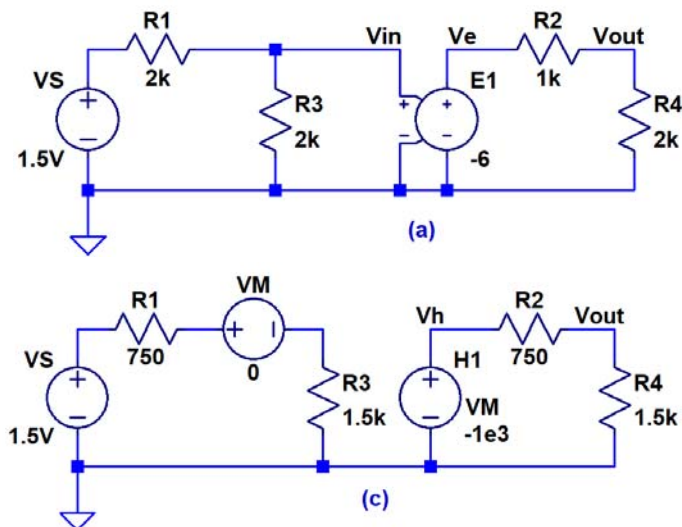 R1 Vin Ve R2 Vout
VS 2k E1 1k R4
R3
2k 2k
1.5V -6
(a)
VM
R1 Vh R2 Vout
VS 750 0 H1 750
R3 R4
1.5k VM 1.5k
1.5V -1e3
(c)